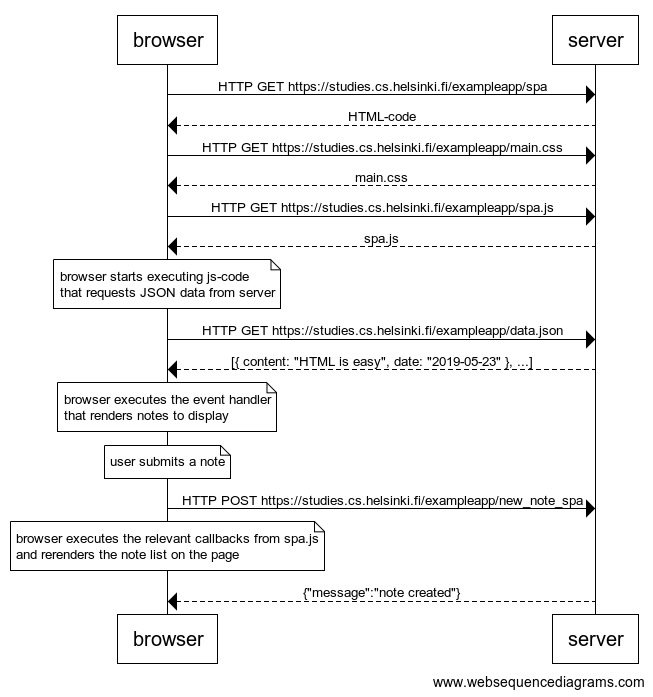 browser
server
HTTP GET https://studies.cs.helsinki.fi/exampleapp/spa
HTML-code
HTTP GET https://studies.cs.helsinki.fi/exampleapp/main.css
main.css
HTTP GET https://studies.cs.helsinki.fi/exampleapp/spa.js
spa.js
browser starts executing js-code
that requests JSON data from server
HTTP GET https://studies.cs.helsinki.fi/exampleapp/data.json
[{ content: "HTML is easy", date: "2019-05-23" }, ...]
browser executes the event handler
that renders notes to display
user submits a note
HTTP POST https://studies.cs.helsinki.fi/exampleapp/new_note_spa
browser executes the relevant callbacks from spa.js
and rerenders the note list on the page
{"message":"note created"}
browser
server
www.websequencediagrams.com